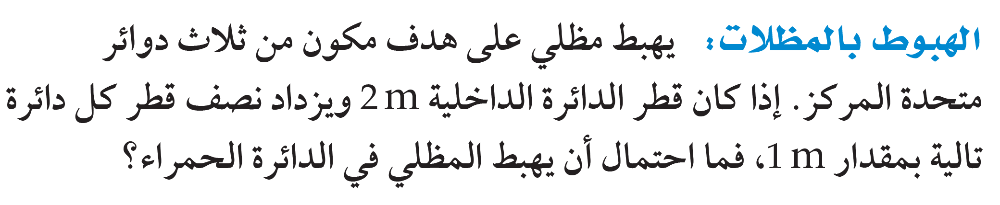 الهبوط بالمظلات: يهبط مظلي على هدف مكون من ثلاث دوائر
متحدة المركز. إذا كان قطر الدائرة الداخلية 2 m ويزداد نصف قطر كل دائرة
تالية بمقدار 1 m، فما احتمال أن يهبط المظلي في الدائرة الحمراء؟